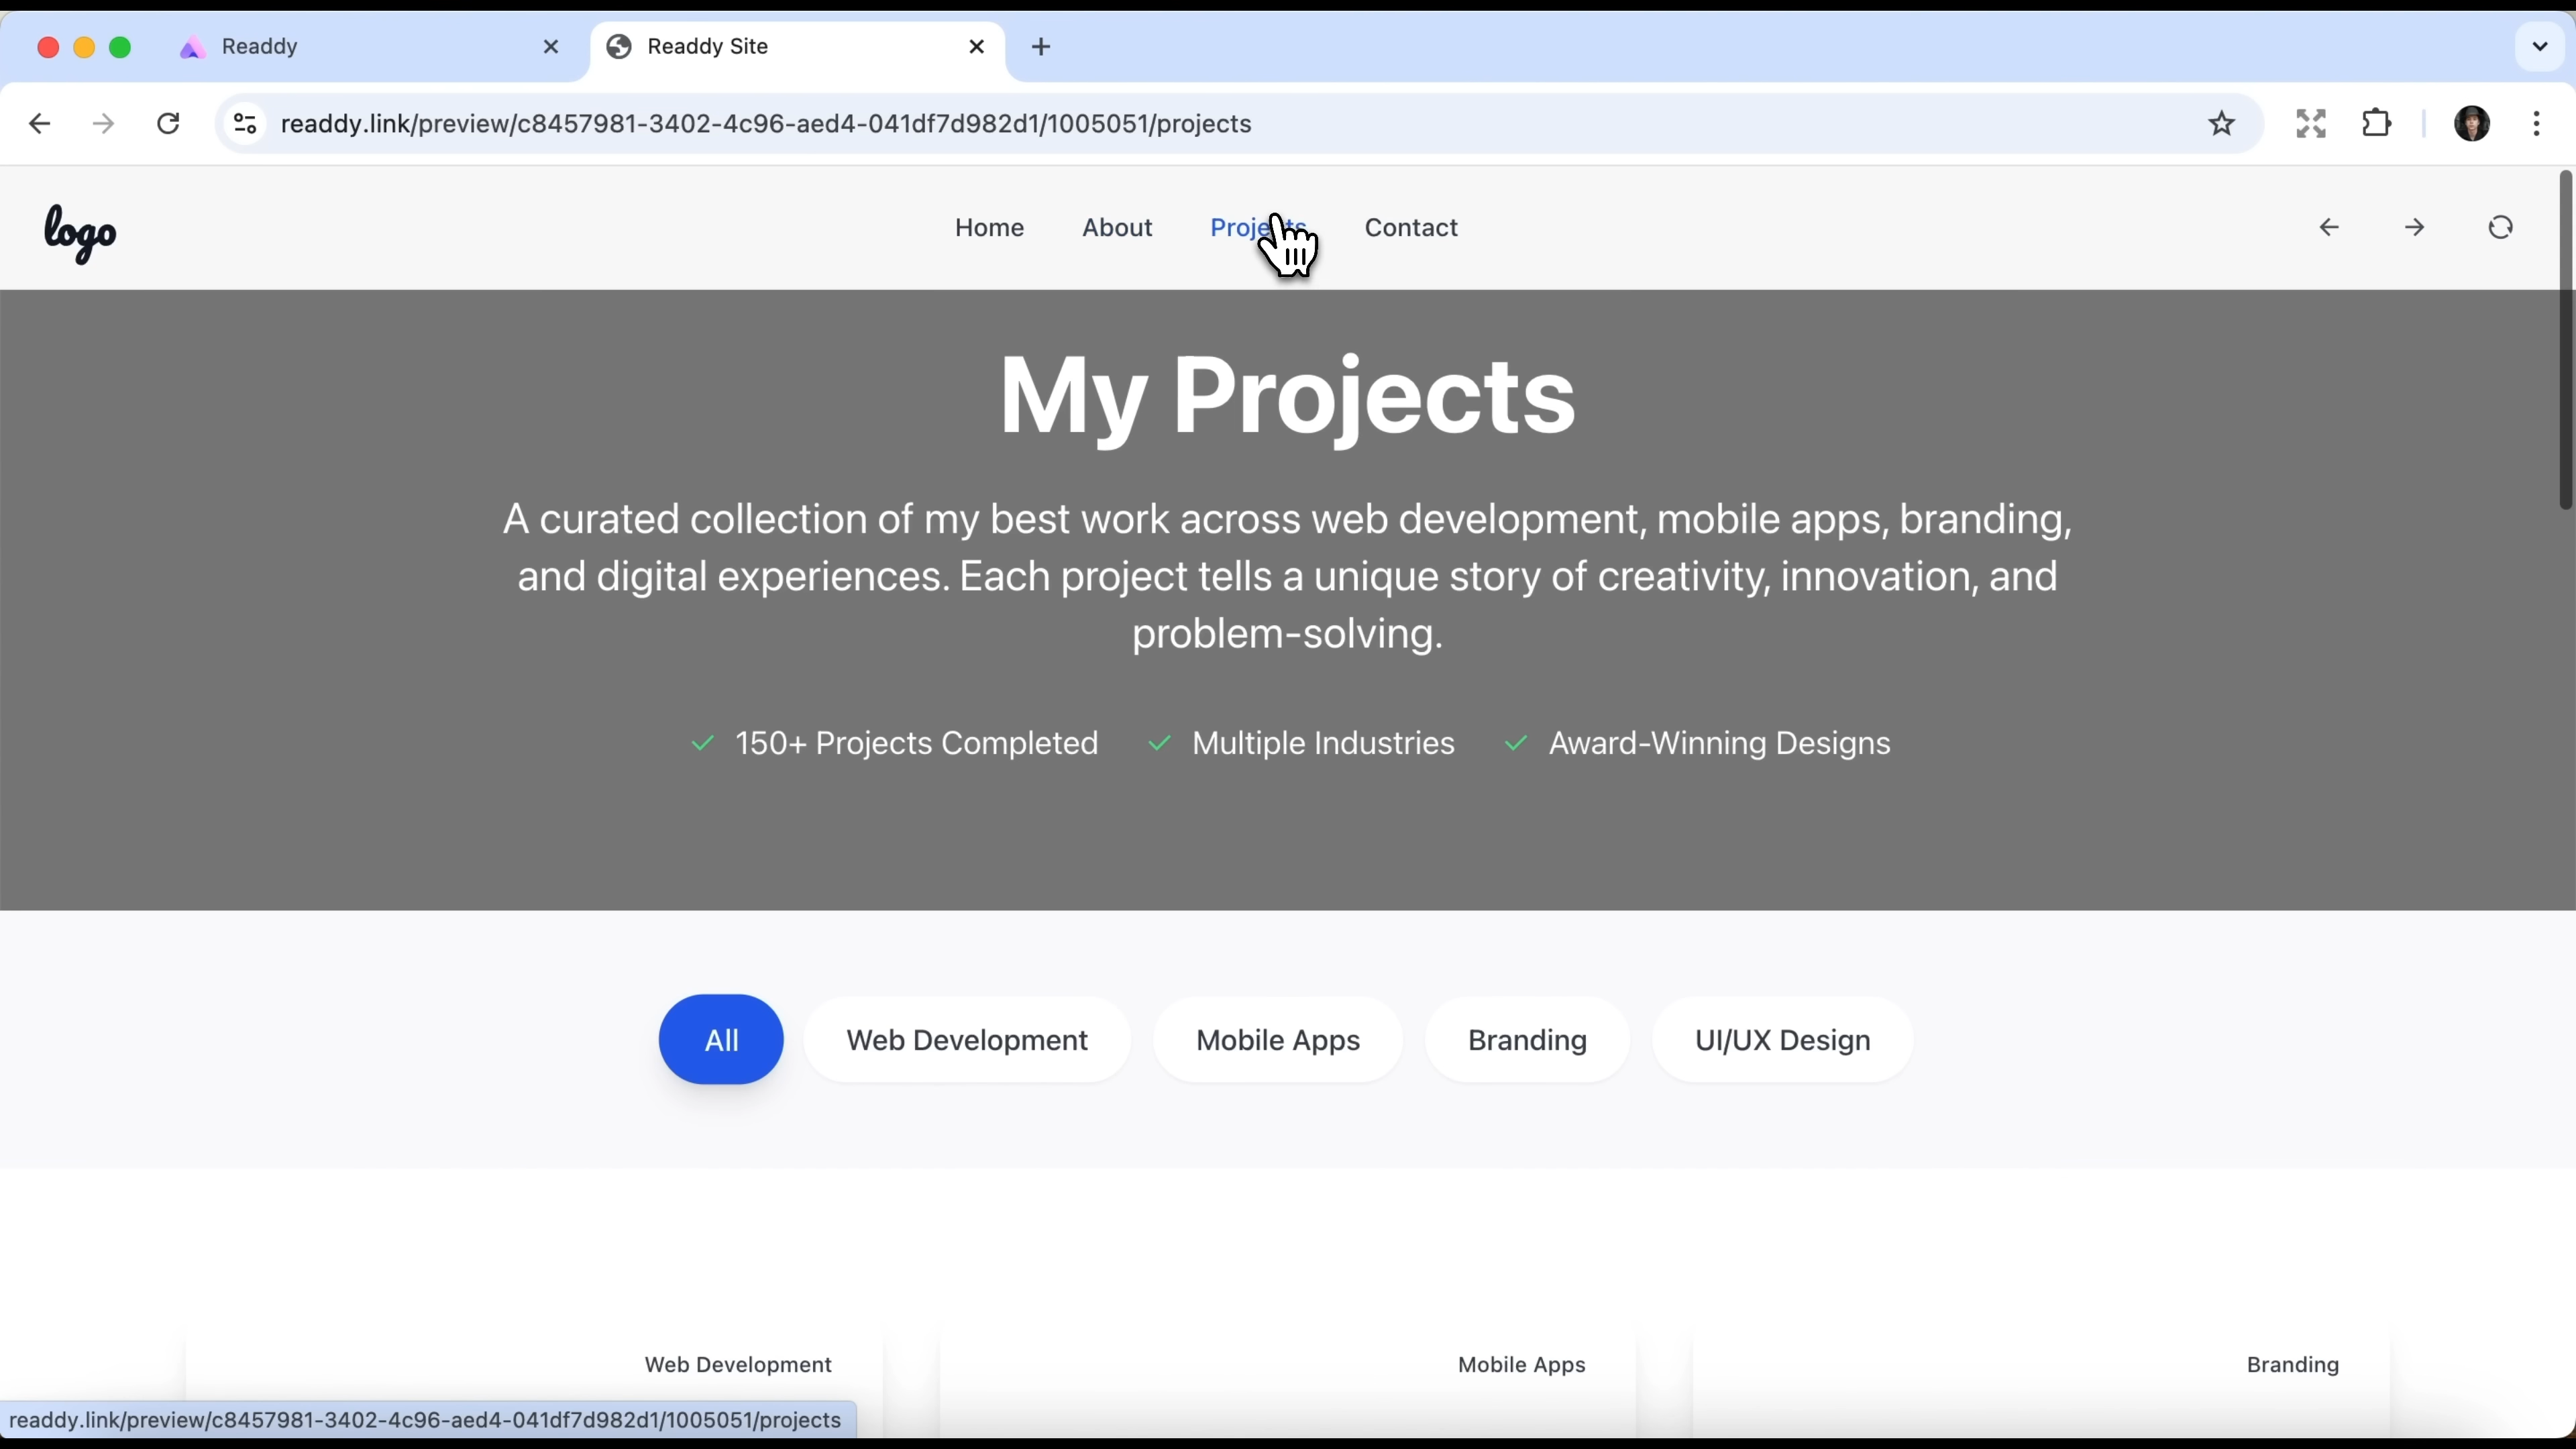 Readdy
Readdy Site
readdy.link/preview/c8457981-3402-4c96-aed4-041df7d982d1/1005051/projects
logo
Home
About
Projects
Contact
My Projects
A curated collection of my best work across web development, mobile apps, branding,
and digital experiences. Each project tells a unique story of creativity, innovation, and
problem-solving.
150+ Projects Completed
Multiple Industries
Award-Winning Designs
All
Web Development
Mobile Apps
Branding
UI/UX Design
Web Development
Mobile Apps
Branding
readdy.link/preview/c8457981-3402-4c96-aed4-041df7d982d1/1005051/projects